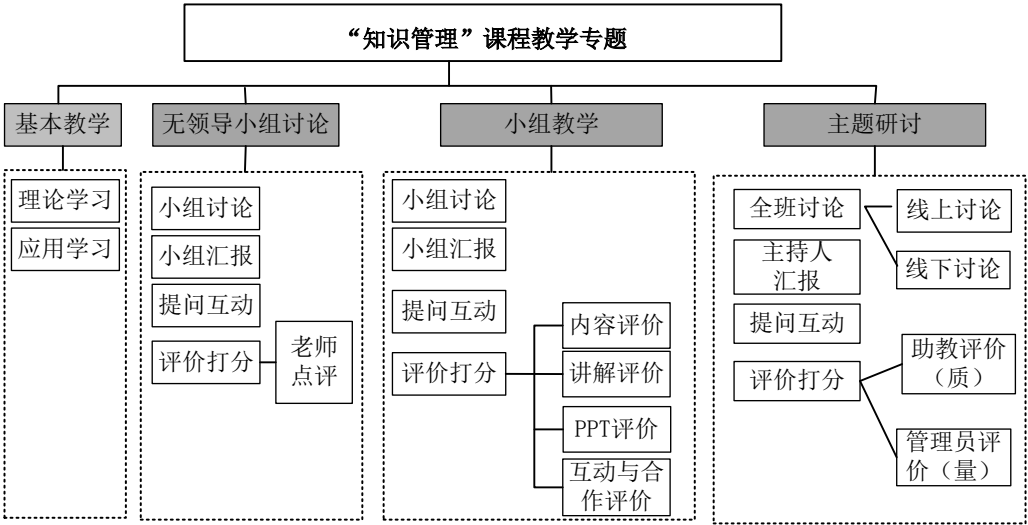 “知识管理”课程教学专题
基本教学
无领导小组讨论
小组教学
主题研讨
理论学习
应用学习
小组讨论
小组汇报
提问互动
评价打分
老师
点评
小组讨论
小组汇报
提问互动
评价打分
内容评价
讲解评价
PPT评价
互动与合
作评价
全班讨论
线上讨论
线下讨论
主持人
汇报
提问互动
评价打分
助教评价
（质）
管理员评
价（量）